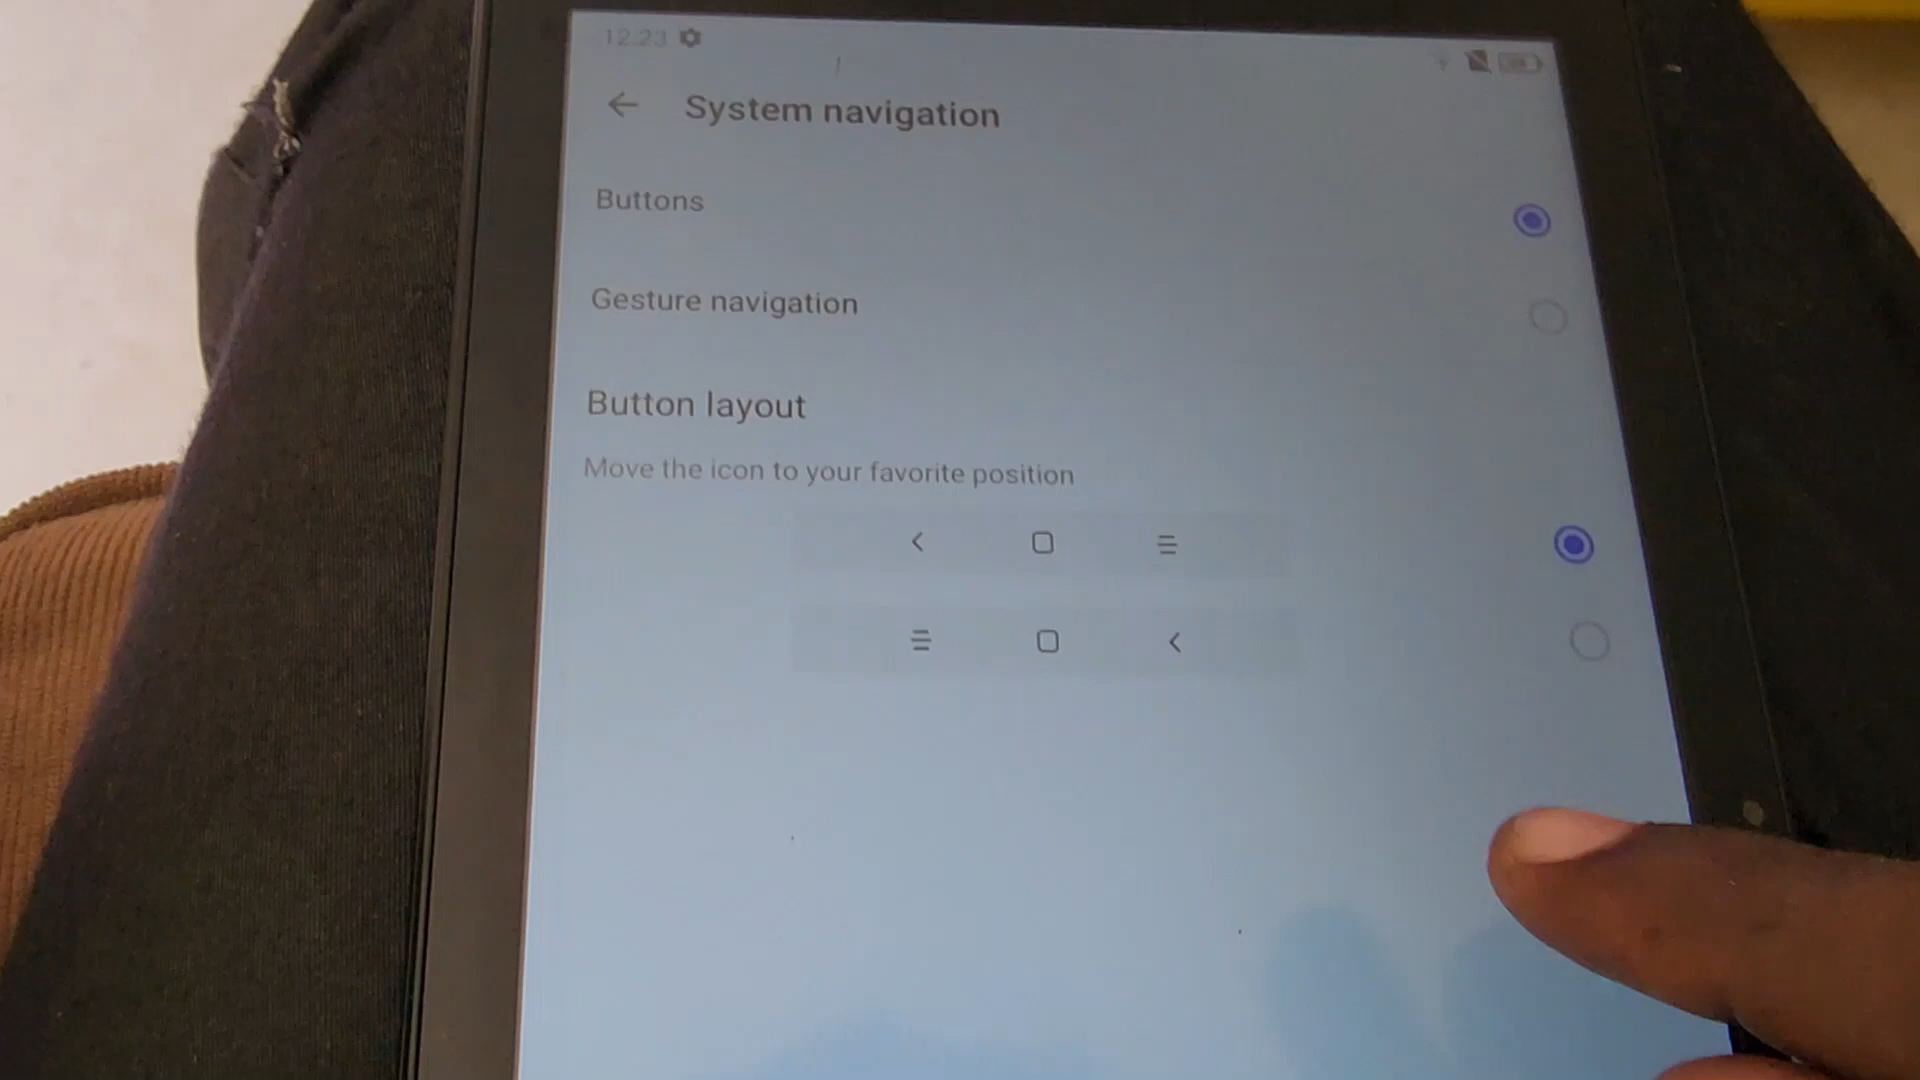 12:23
System navigation
Buttons
Gesture navigation
Button layout
Move the icon to your favorite position